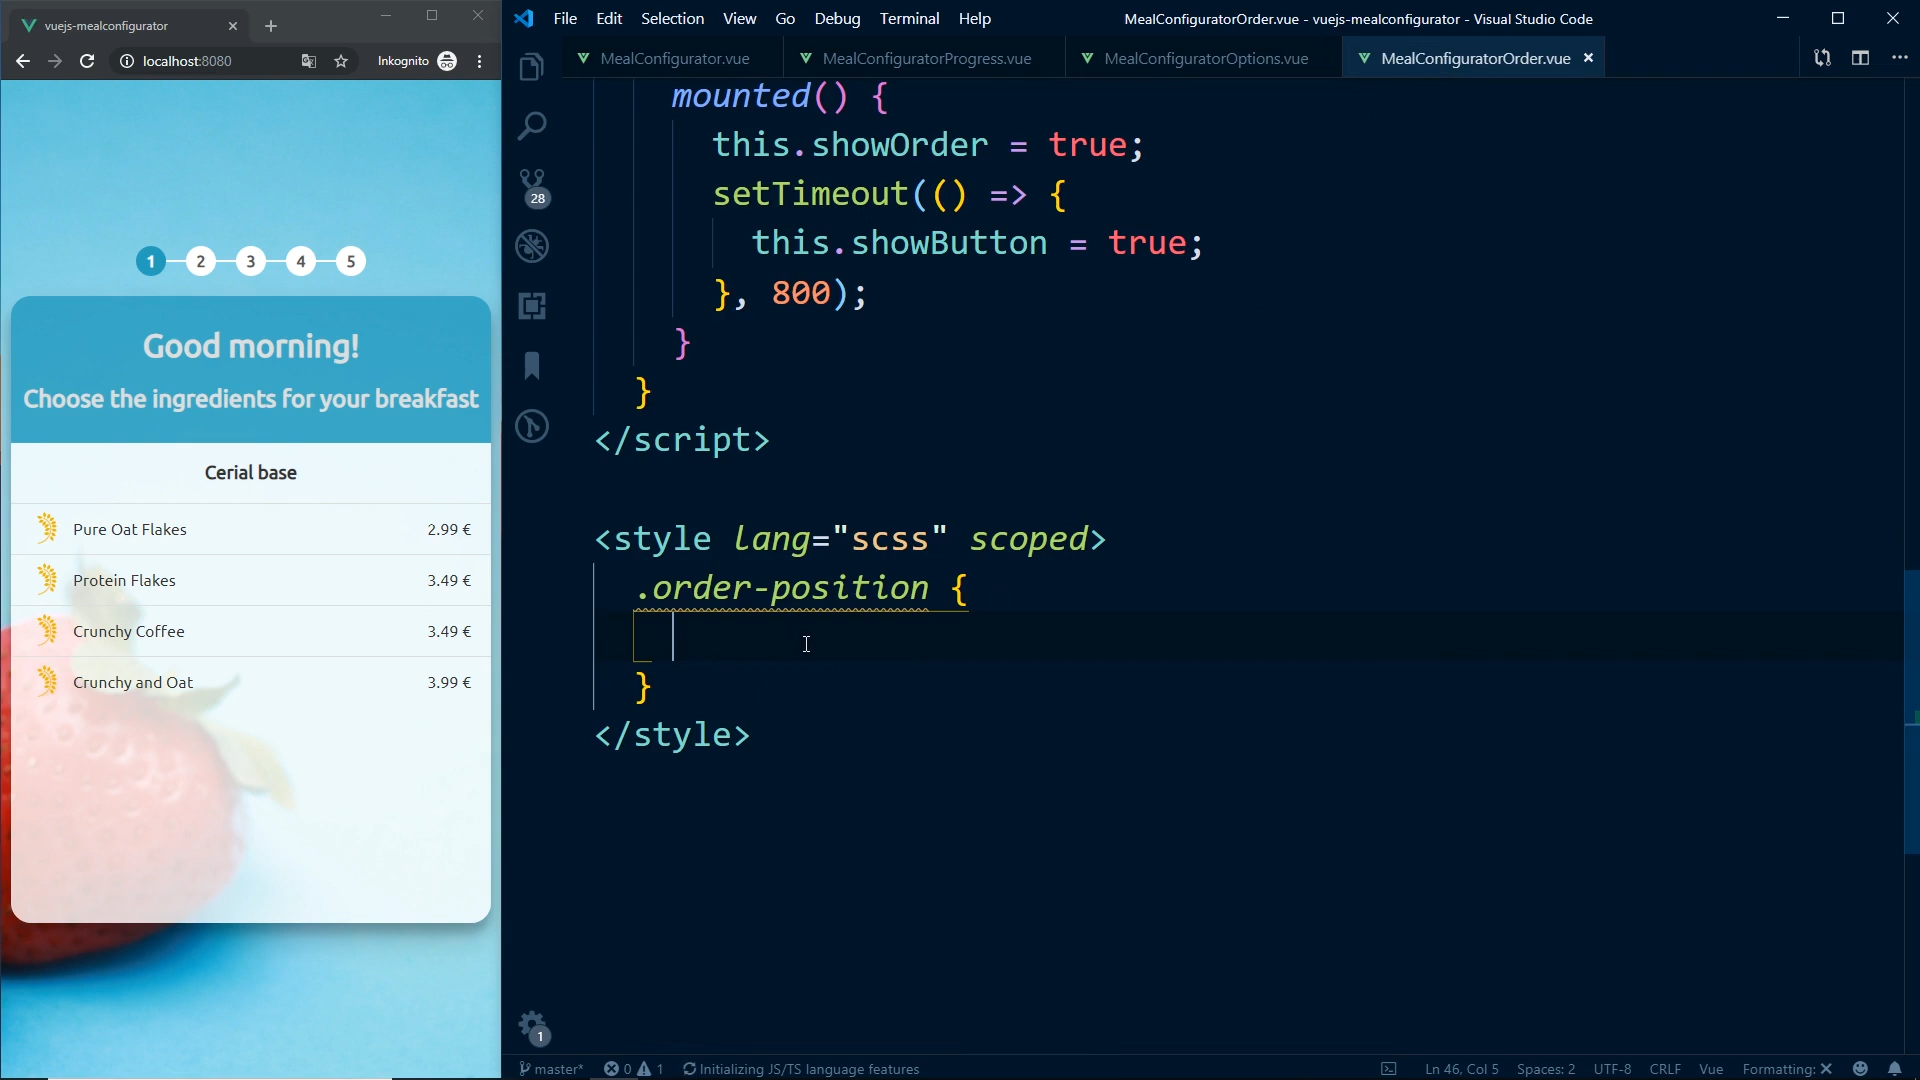 vuejs-mealconfigurator
localhost:8080
Inkognito
1 2 3 4 5
Good morning!
Choose the ingredients for your breakfast
Cerial base
Pure Oat Flakes 2.99 €
Protein Flakes 3.49 €
Crunchy Coffee 3.49 €
Crunchy and Oat 3.99 €
File Edit Selection View Go Debug Terminal Help
MealConfiguratorOrder.vue - vuejs-mealconfigurator - Visual Studio Code
MealConfigurator.vue MealConfiguratorProgress.vue MealConfiguratorOptions.vue MealConfiguratorOrder.vue
28
mounted() {
this.showOrder = true;
setTimeout(() => {
this.showButton = true;
}, 800);
}
}
</script>
<style lang="scss" scoped>
.order-position {
}
</style>
1
master* 0 1 Initializing JS/TS language features
Ln 46, Col 5 Spaces: 2 UTF-8 CRLF Vue Formatting: ✕